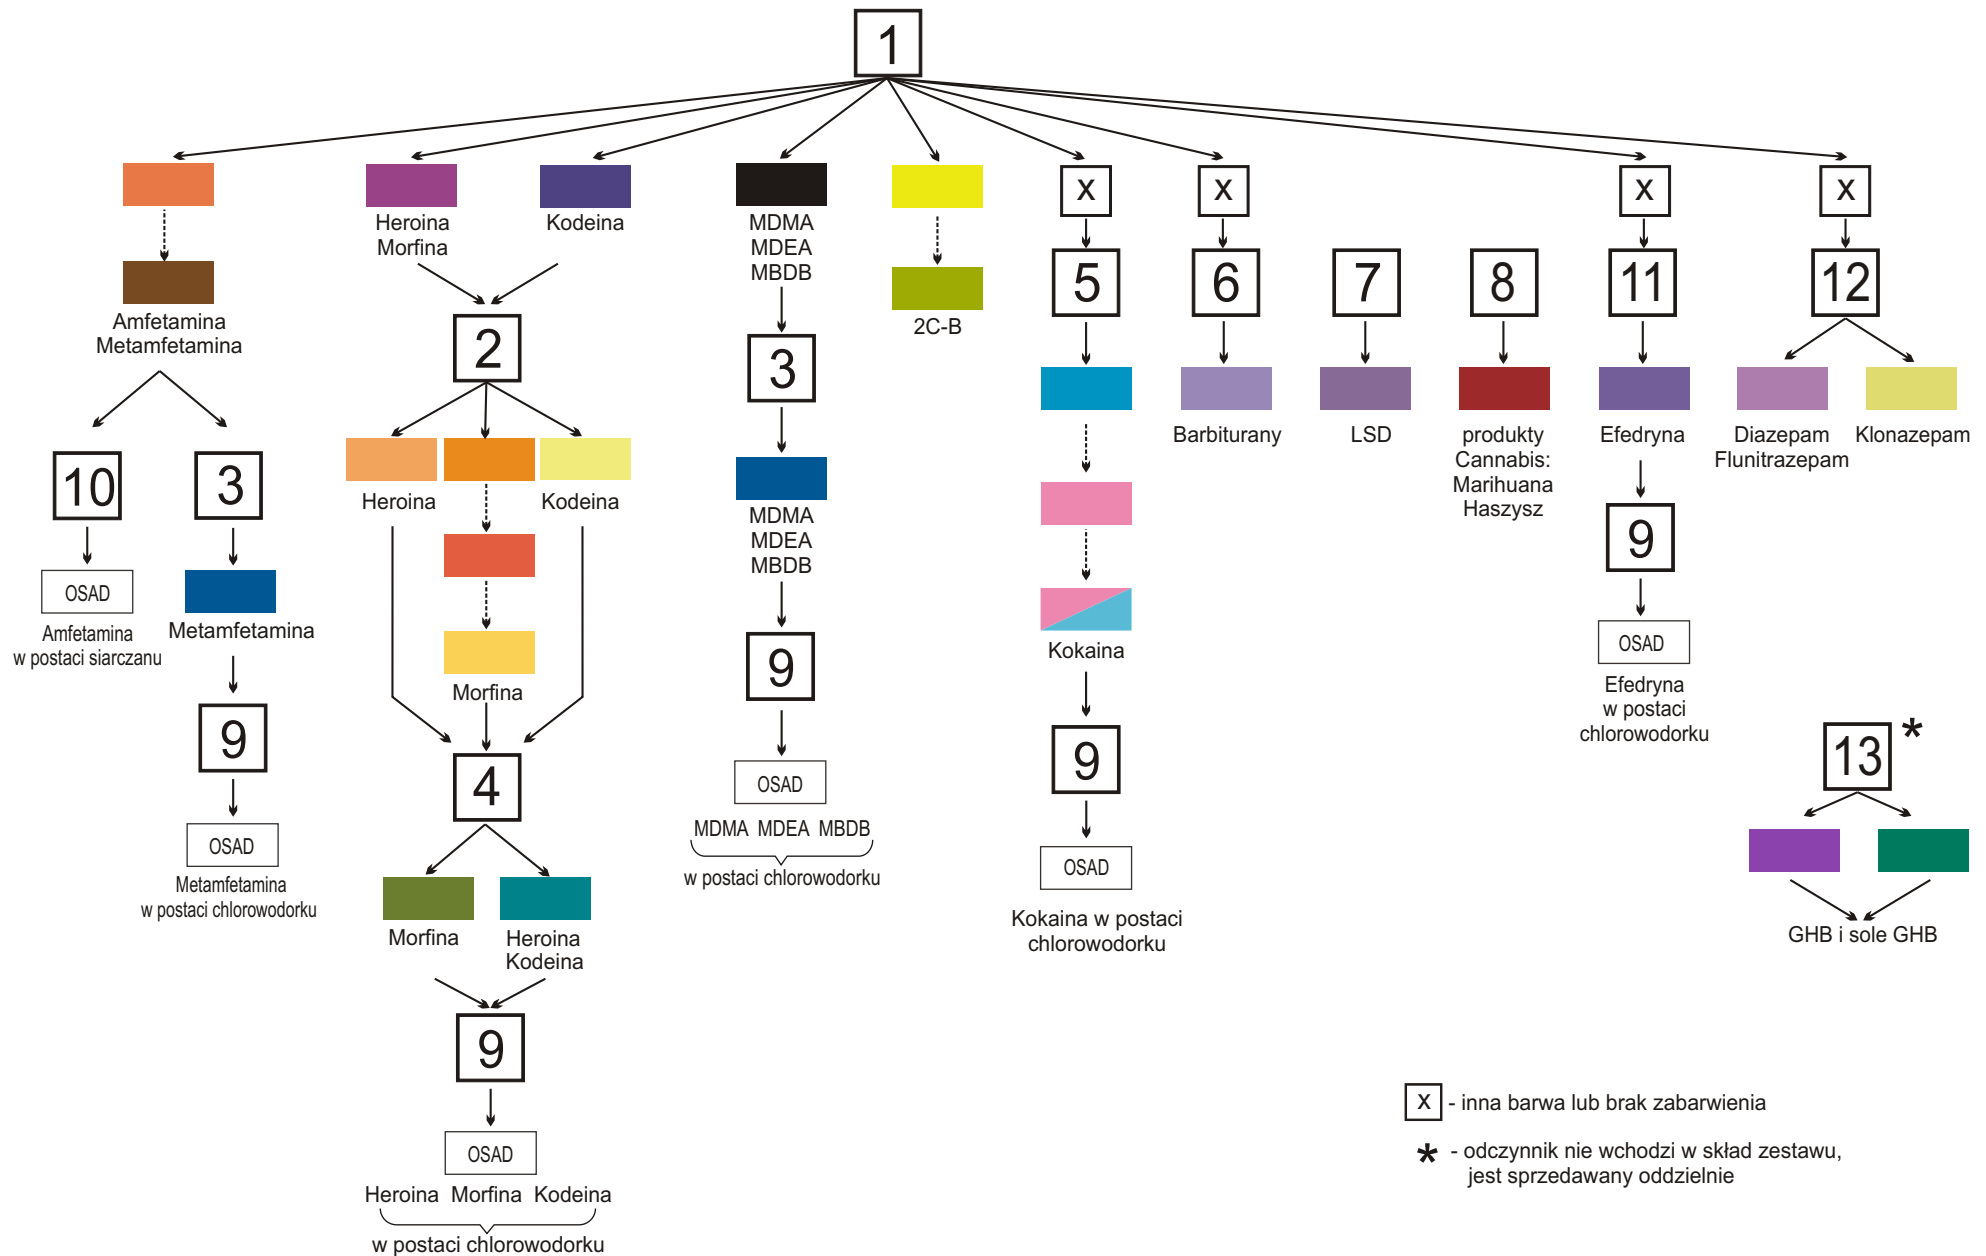 1
x
x
x
x
Heroina
Morfina
Kodeina
MDMA
MDEA
MBDB
5
6
7
8
11
12
Amfetamina
Metamfetamina
2
2C-B
3
Heroina
Kodeina
Barbiturany
LSD
produkty
Cannabis:
Marihuana
Haszysz
Efedryna
Diazepam
Flunitrazepam
Klonazepam
10
3
MDMA
MDEA
MBDB
9
OSAD
Amfetamina
w postaci siarczanu
Metamfetamina
Morfina
Kokaina
OSAD
Efedryna
w postaci
chlorowodorku
9
9
4
9
13 *
OSAD
Metamfetamina
w postaci chlorowodorku
OSAD
MDMA MDEA MBDB
w postaci chlorowodorku
OSAD
Kokaina w postaci
chlorowodorku
Morfina
Heroina
Kodeina
GHB i sole GHB
9
OSAD
Heroina Morfina Kodeina
w postaci chlorowodorku
x - inna barwa lub brak zabarwienia
* - odczynnik nie wchodzi w skład zestawu,
jest sprzedawany oddzielnie